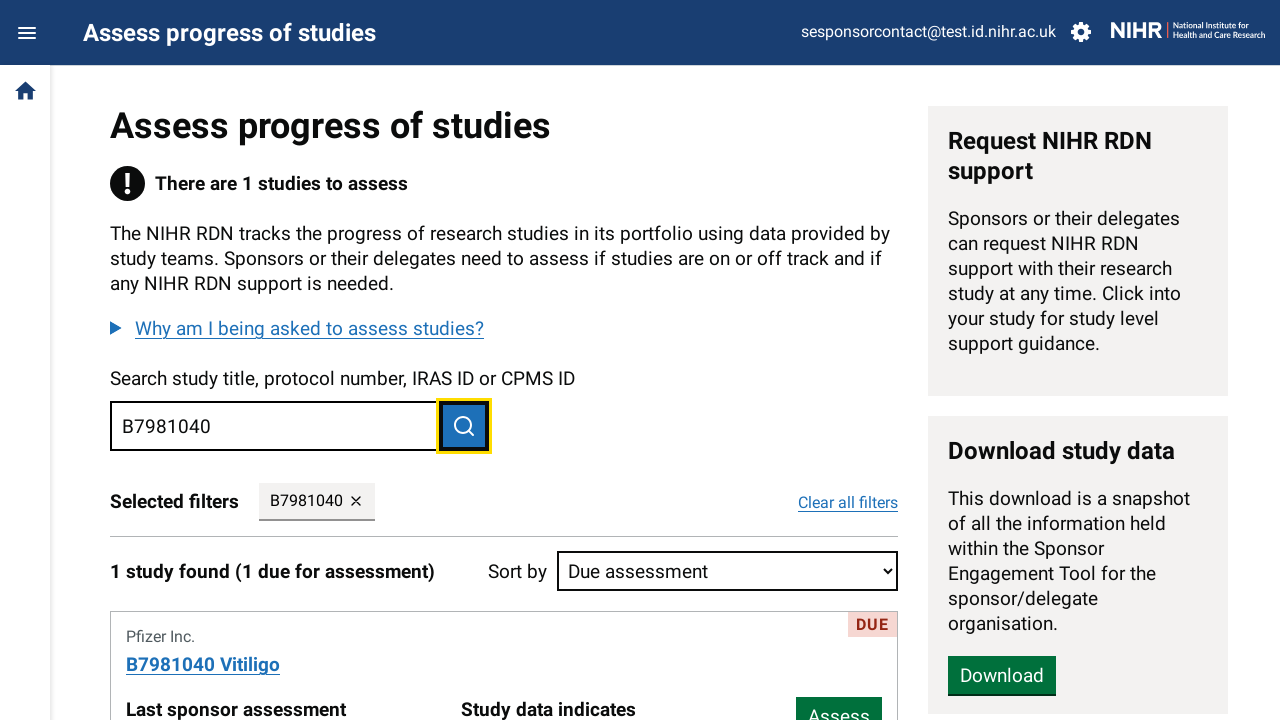 Assess progress of studies
sesponsorcontact@test.id.nihr.ac.uk
NIHR | National Institute for
Health and Care Research
Assess progress of studies
There are 1 studies to assess
The NIHR RDN tracks the progress of research studies in its portfolio using data provided by
study teams. Sponsors or their delegates need to assess if studies are on or off track and if
any NIHR RDN support is needed.
Why am I being asked to assess studies?
Search study title, protocol number, IRAS ID or CPMS ID
B7981040
Selected filters
B7981040
Clear all filters
1 study found (1 due for assessment)
Sort by
Due assessment
DUE
Pfizer Inc.
B7981040 Vitiligo
Last sponsor assessment
Study data indicates
Assess
Request NIHR RDN
support
Sponsors or their delegates
can request NIHR RDN
support with their research
study at any time. Click into
your study for study level
support guidance.
Download study data
This download is a snapshot
of all the information held
within the Sponsor
Engagement Tool for the
sponsor/delegate
organisation.
Download